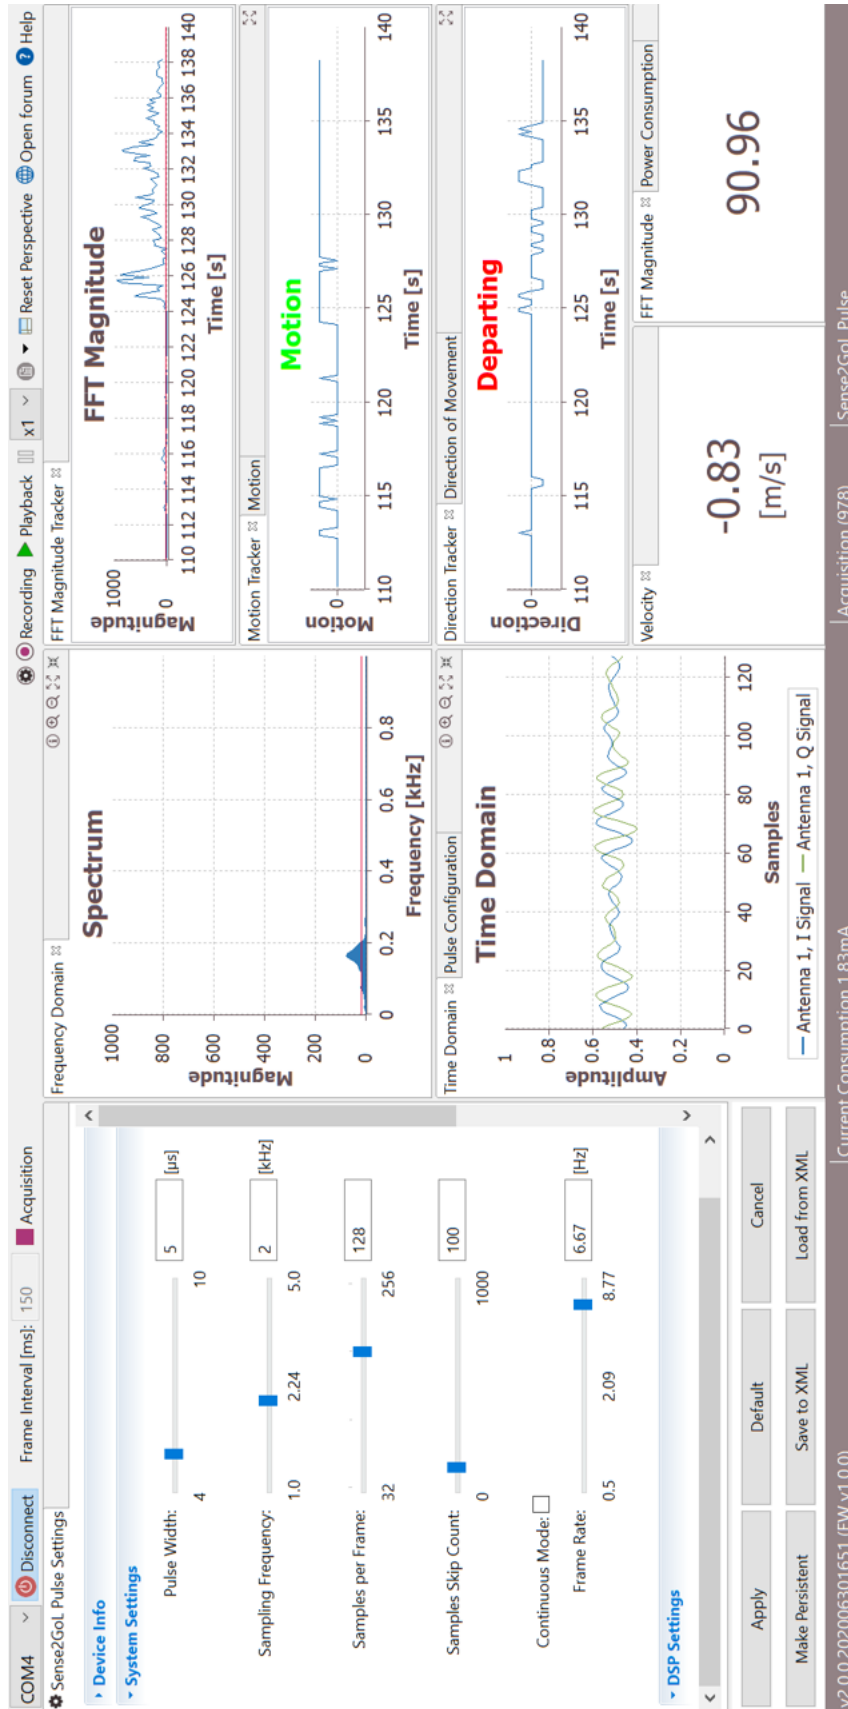 COM4 Disconnect Frame Interval [ms]: 150 Acquisition Recording Playback x1 Reset Perspective Open forum Help
Sense2GoL Pulse Settings
Device Info
System Settings
Pulse Width: 5 [µs]
4 10
Sampling Frequency: 2 [kHz]
1.0 2.24 5.0
Samples per Frame: 128
32 256
Samples Skip Count: 100
0 1000
Continuous Mode:
Frame Rate: 6.67 [Hz]
0.5 2.09 8.77
DSP Settings
Apply Default Cancel
Make Persistent Save to XML Load from XML
Frequency Domain
Spectrum
Magnitude
1000
800
600
400
200
0
0 0.2 0.4 0.6 0.8
Frequency [kHz]
Time Domain Pulse Configuration
Time Domain
Amplitude
1
0.8
0.6
0.4
0.2
0
0 20 40 60 80 100 120
Samples
Antenna 1, I Signal Antenna 1, Q Signal
FFT Magnitude Tracker
FFT Magnitude
Magnitude
1000
0
110 112 114 116 118 120 122 124 126 128 130 132 134 136 138 140
Time [s]
Motion Tracker Motion
Motion
Motion
0
110 115 120 125 130 135 140
Time [s]
Direction Tracker Direction of Movement
Departing
Direction
0
110 115 120 125 130 135 140
Time [s]
Velocity
-0.83
[m/s]
FFT Magnitude Power Consumption
90.96
v2.0.0.202006301651 (FW v1.0.0) Current Consumption 1.83mA Acquisition (978) Sense2GoL Pulse